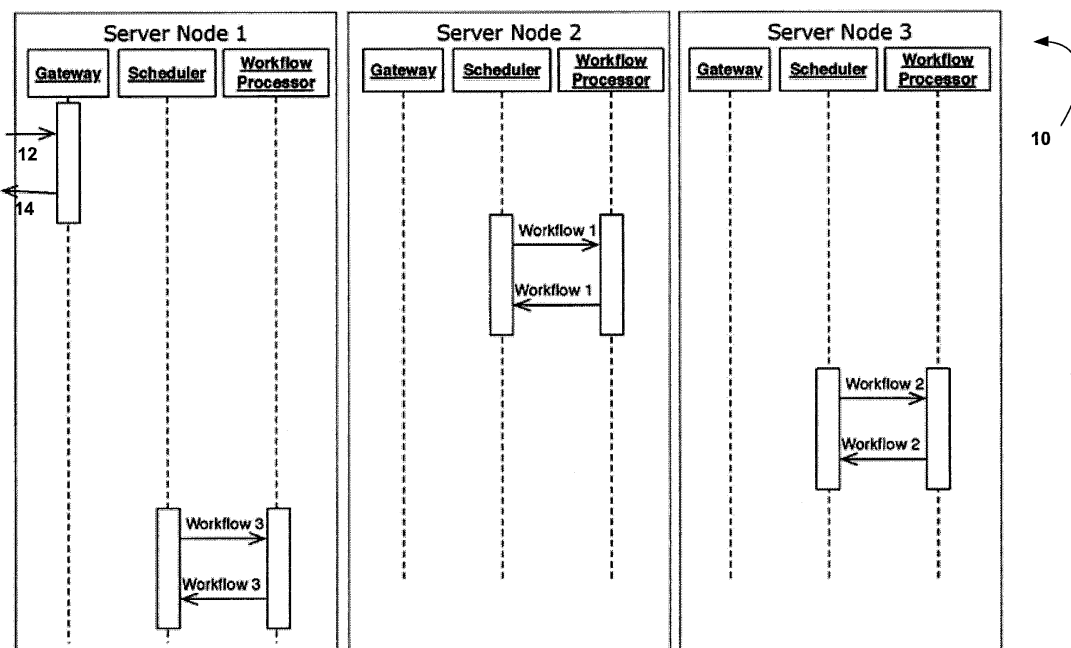 Server Node 1
Gateway
Scheduler
Workflow
Processor
12
14
Workflow 3
Workflow 3
Server Node 2
Gateway
Scheduler
Workflow
Processor
Workflow 1
Workflow 1
Server Node 3
Gateway
Scheduler
Workflow
Processor
Workflow 2
Workflow 2
10